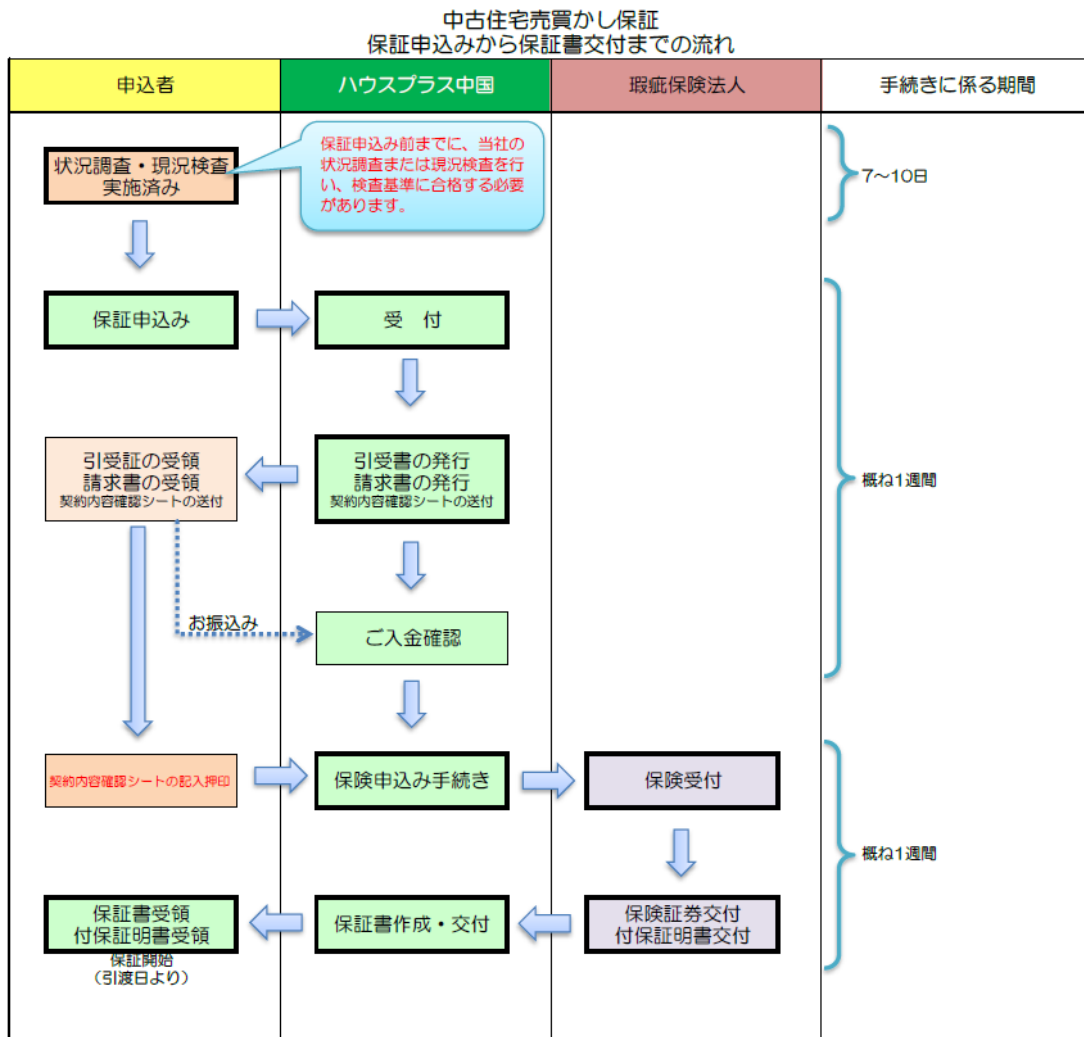 中古住宅売買かし保証
保証申込みから保証書交付までの流れ
申込者
ハウスプラス中国
瑕疵保険法人
手続きに係る期間
状況調査・現況検査
実施済み
保証申込み前までに、当社の
状況調査または現況検査を行
い、検査基準に合格する必要
があります。
7～10日
保証申込み
受　付
引受証の受領
請求書の受領
契約内容確認シートの送付
引受書の発行
請求書の発行
契約内容確認シートの送付
概ね1週間
お振込み
ご入金確認
契約内容確認シートの記入押印
保険申込み手続き
保険受付
概ね1週間
保証書受領
付保証明書受領
保証開始
（引渡日より）
保証書作成・交付
保険証券交付
付保証明書交付